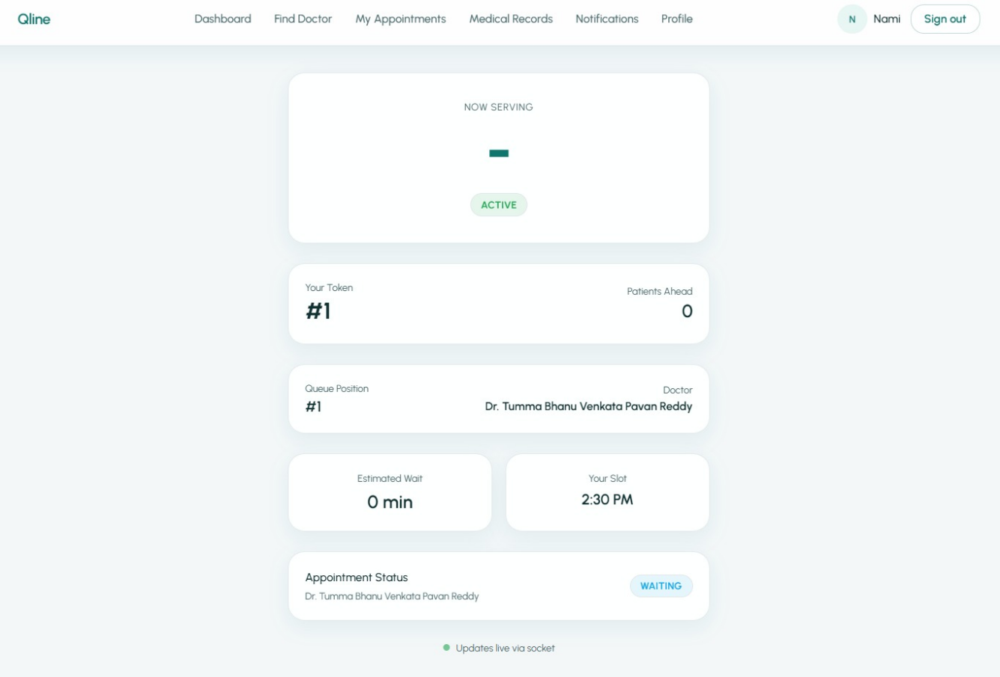 Qline
Dashboard
Find Doctor
My Appointments
Medical Records
Notifications
Profile
N
Nami
Sign out
NOW SERVING
–
ACTIVE
Your Token
#1
Patients Ahead
0
Queue Position
#1
Doctor
Dr. Tumma Bhanu Venkata Pavan Reddy
Estimated Wait
0 min
Your Slot
2:30 PM
Appointment Status
Dr. Tumma Bhanu Venkata Pavan Reddy
WAITING
Updates live via socket